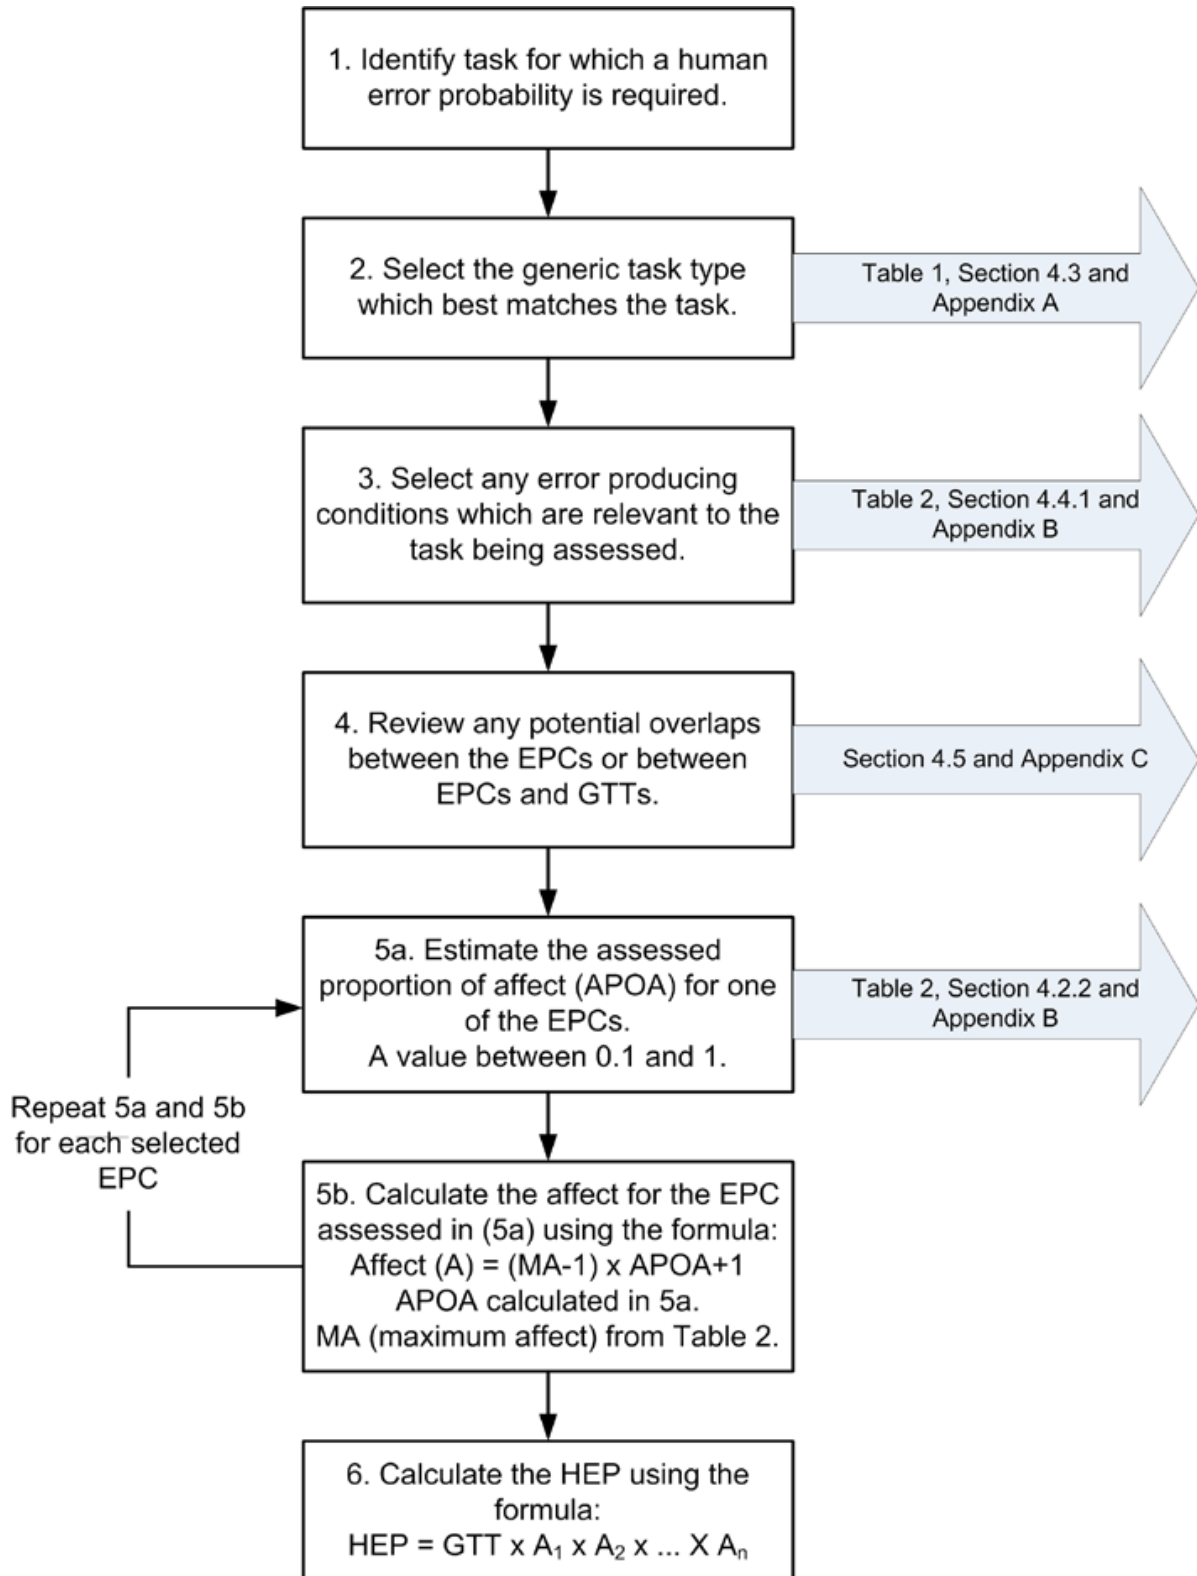 1. Identify task for which a human
error probability is required.
2. Select the generic task type
which best matches the task.
Table 1, Section 4.3 and
Appendix A
3. Select any error producing
conditions which are relevant to the
task being assessed.
Table 2, Section 4.4.1 and
Appendix B
4. Review any potential overlaps
between the EPCs or between
EPCs and GTTs.
Section 4.5 and Appendix C
5a. Estimate the assessed
proportion of affect (APOA) for one
of the EPCs.
A value between 0.1 and 1.
Table 2, Section 4.2.2 and
Appendix B
Repeat 5a and 5b
for each selected
EPC
5b. Calculate the affect for the EPC
assessed in (5a) using the formula:
Affect (A) = (MA-1) x APOA+1
APOA calculated in 5a.
MA (maximum affect) from Table 2.
6. Calculate the HEP using the
formula:
HEP = GTT x A₁ x A₂ x ... X Aₙ